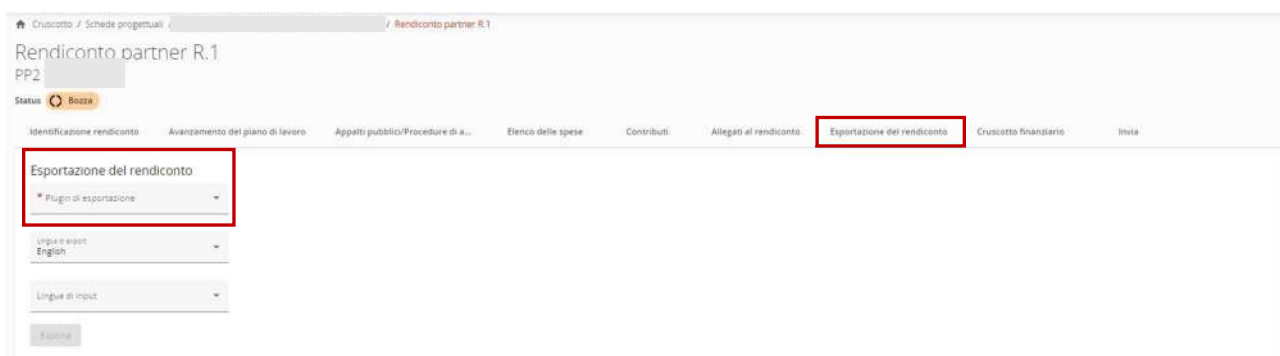 Cruscotto / Schede progettuali / / Rendiconto partner R.1
Rendiconto partner R.1
PP2
Status Bozza
Identificazione rendiconto Avanzamento del piano di lavoro Appalti pubblici/Procedure di a... Elenco delle spese Contributi Allegati al rendiconto Esportazione del rendiconto Cruscotto finanziario Invia
Esportazione del rendiconto
* Plugin di esportazione
Lingua di export
English
Lingua di input
Esporta